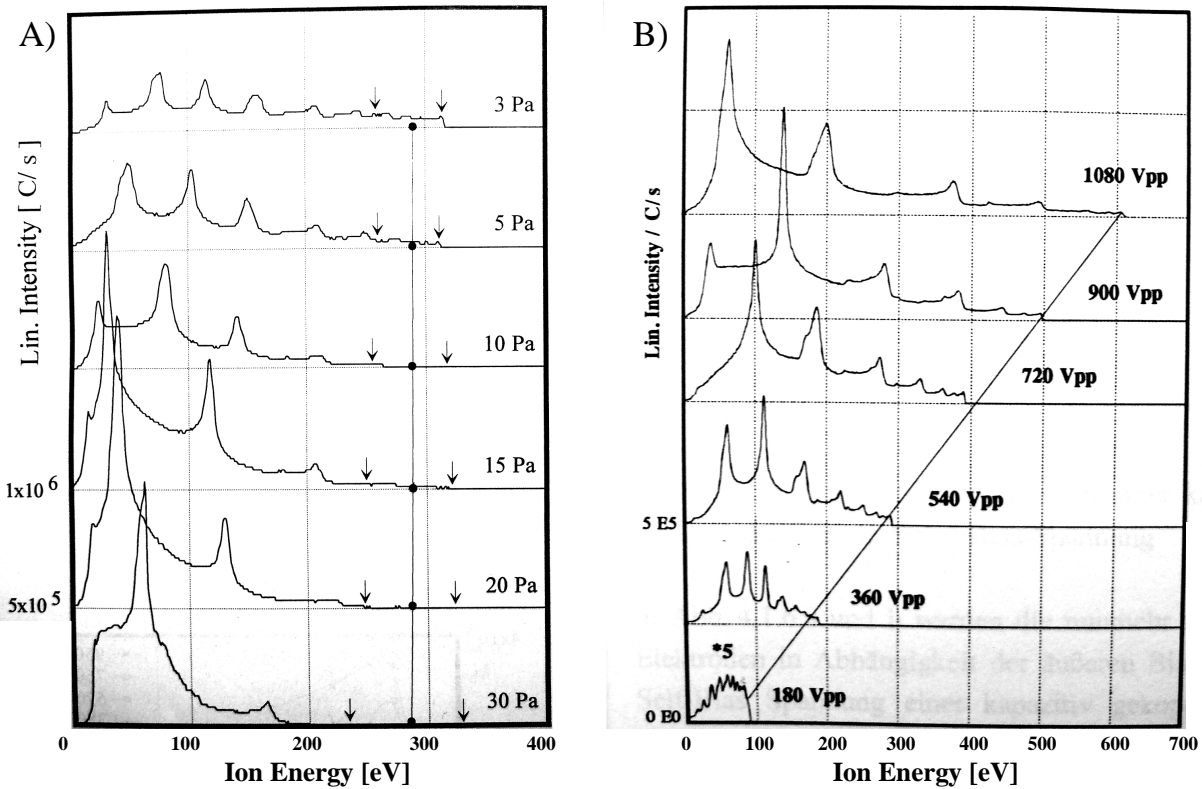 A)
Lin. Intensity [ C/ s ]
3 Pa
5 Pa
10 Pa
15 Pa
1x10 6
20 Pa
5x10 5
30 Pa
0 100 200 300 400
Ion Energy [eV]
B)
Lin. Intensity / C/s
1080 Vpp
900 Vpp
720 Vpp
540 Vpp
5 E5
360 Vpp
*5
180 Vpp
0 E0
0 100 200 300 400 500 600 700
Ion Energy [eV]